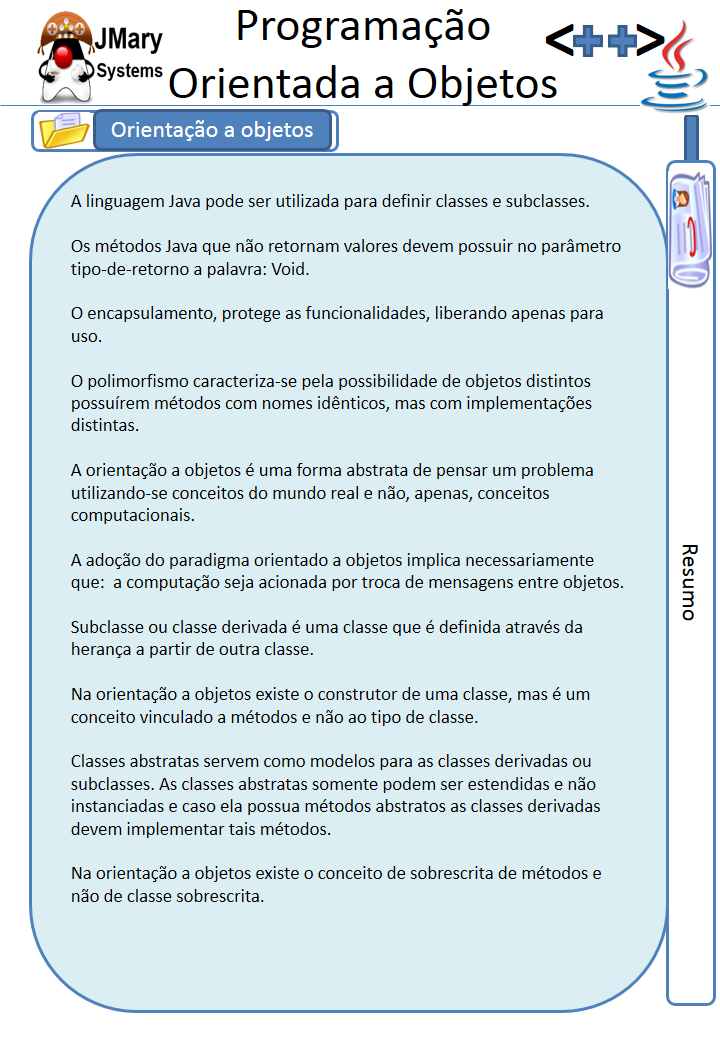 JMary
Systems
Programação
Orientada a Objetos
<++>
Orientação a objetos
A linguagem Java pode ser utilizada para definir classes e subclasses.
Os métodos Java que não retornam valores devem possuir no parâmetro
tipo-de-retorno a palavra: Void.
O encapsulamento, protege as funcionalidades, liberando apenas para
uso.
O polimorfismo caracteriza-se pela possibilidade de objetos distintos
possuírem métodos com nomes idênticos, mas com implementações
distintas.
A orientação a objetos é uma forma abstrata de pensar um problema
utilizando-se conceitos do mundo real e não, apenas, conceitos
computacionais.
A adoção do paradigma orientado a objetos implica necessariamente
que:  a computação seja acionada por troca de mensagens entre objetos.
Subclasse ou classe derivada é uma classe que é definida através da
herança a partir de outra classe.
Na orientação a objetos existe o construtor de uma classe, mas é um
conceito vinculado a métodos e não ao tipo de classe.
Classes abstratas servem como modelos para as classes derivadas ou
subclasses. As classes abstratas somente podem ser estendidas e não
instanciadas e caso ela possua métodos abstratos as classes derivadas
devem implementar tais métodos.
Na orientação a objetos existe o conceito de sobrescrita de métodos e
não de classe sobrescrita.
Resumo